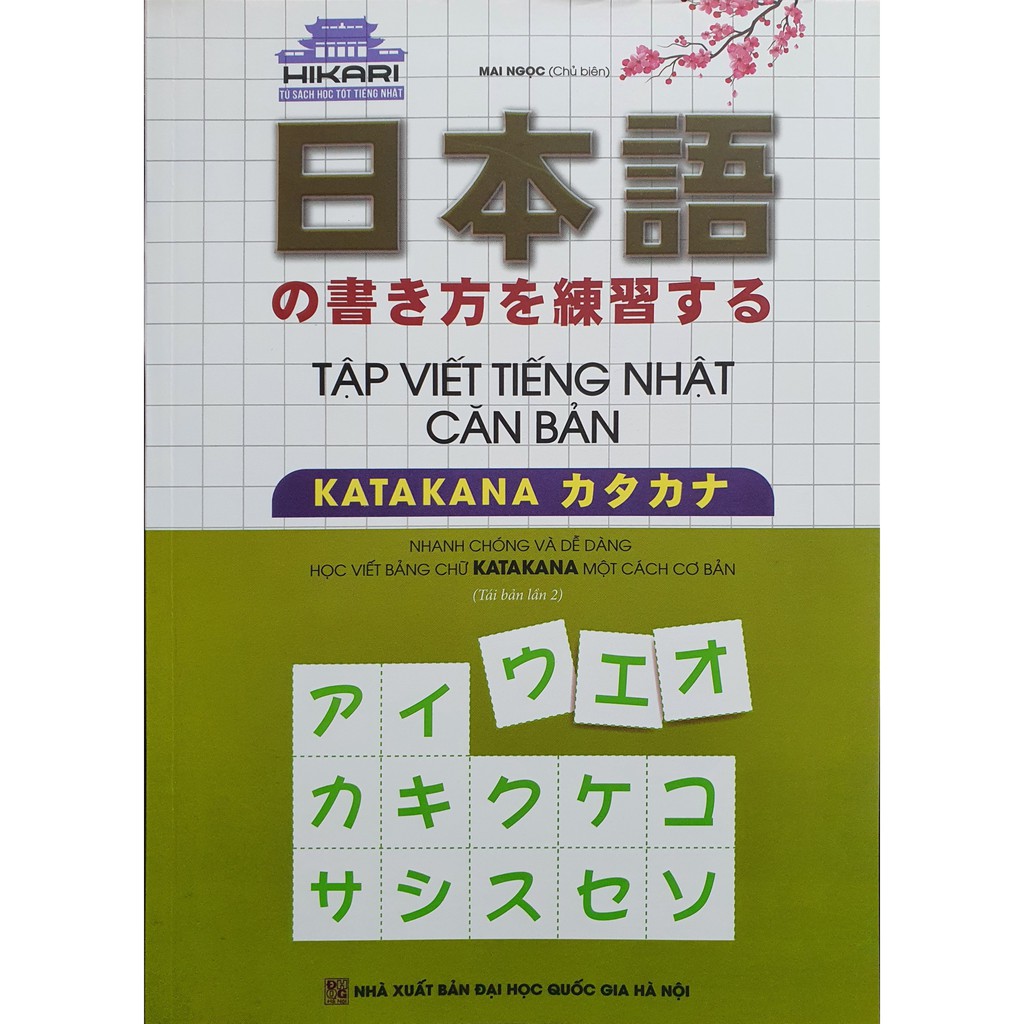 HIKARI
TỦ SÁCH HỌC TỐT TIẾNG NHẬT
MAI NGỌC (Chủ biên)
日本語
の書き方を練習する
TẬP VIẾT TIẾNG NHẬT
CĂN BẢN
KATAKANA カタカナ
NHANH CHÓNG VÀ DỄ DÀNG
HỌC VIẾT BẢNG CHỮ KATAKANA MỘT CÁCH CƠ BẢN
(Tái bản lần 2)
アイウエオ
カキクケコ
サシスセソ
NHÀ XUẤT BẢN ĐẠI HỌC QUỐC GIA HÀ NỘI